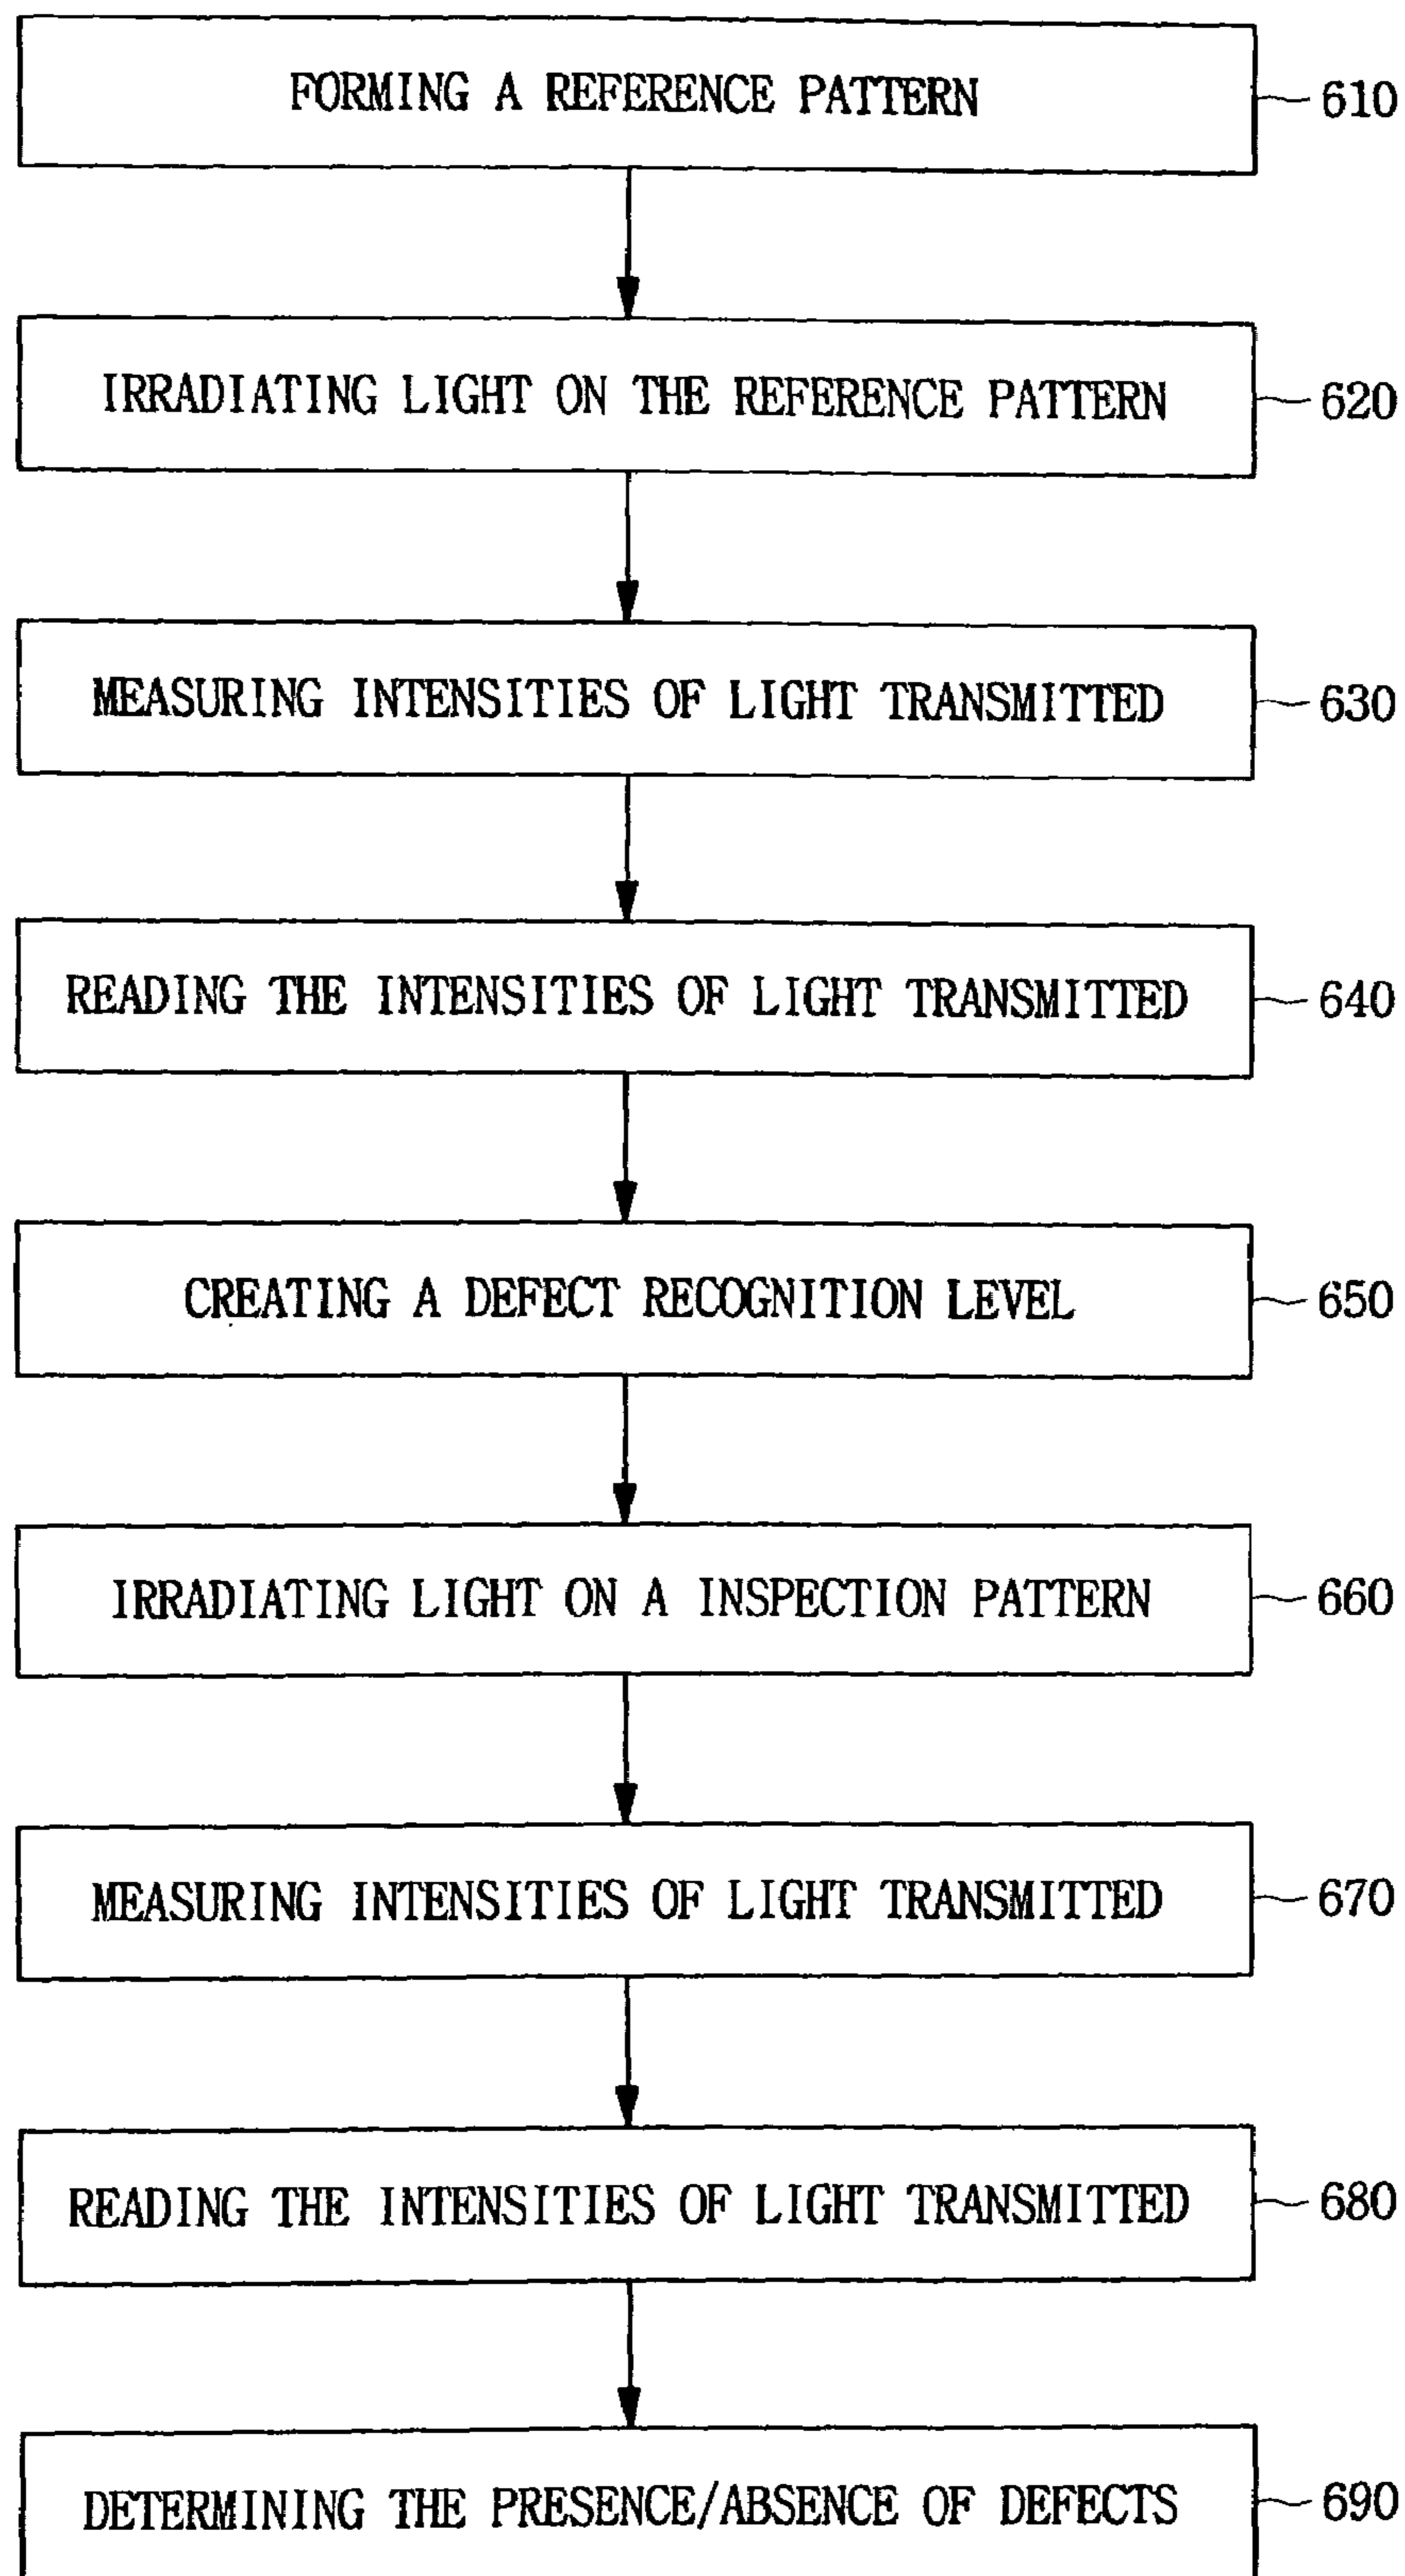 FORMING A REFERENCE PATTERN 610
IRRADIATING LIGHT ON THE REFERENCE PATTERN 620
MEASURING INTENSITIES OF LIGHT TRANSMITTED 630
READING THE INTENSITIES OF LIGHT TRANSMITTED 640
CREATING A DEFECT RECOGNITION LEVEL 650
IRRADIATING LIGHT ON A INSPECTION PATTERN 660
MEASURING INTENSITIES OF LIGHT TRANSMITTED 670
READING THE INTENSITIES OF LIGHT TRANSMITTED 680
DETERMINING THE PRESENCE/ABSENCE OF DEFECTS 690